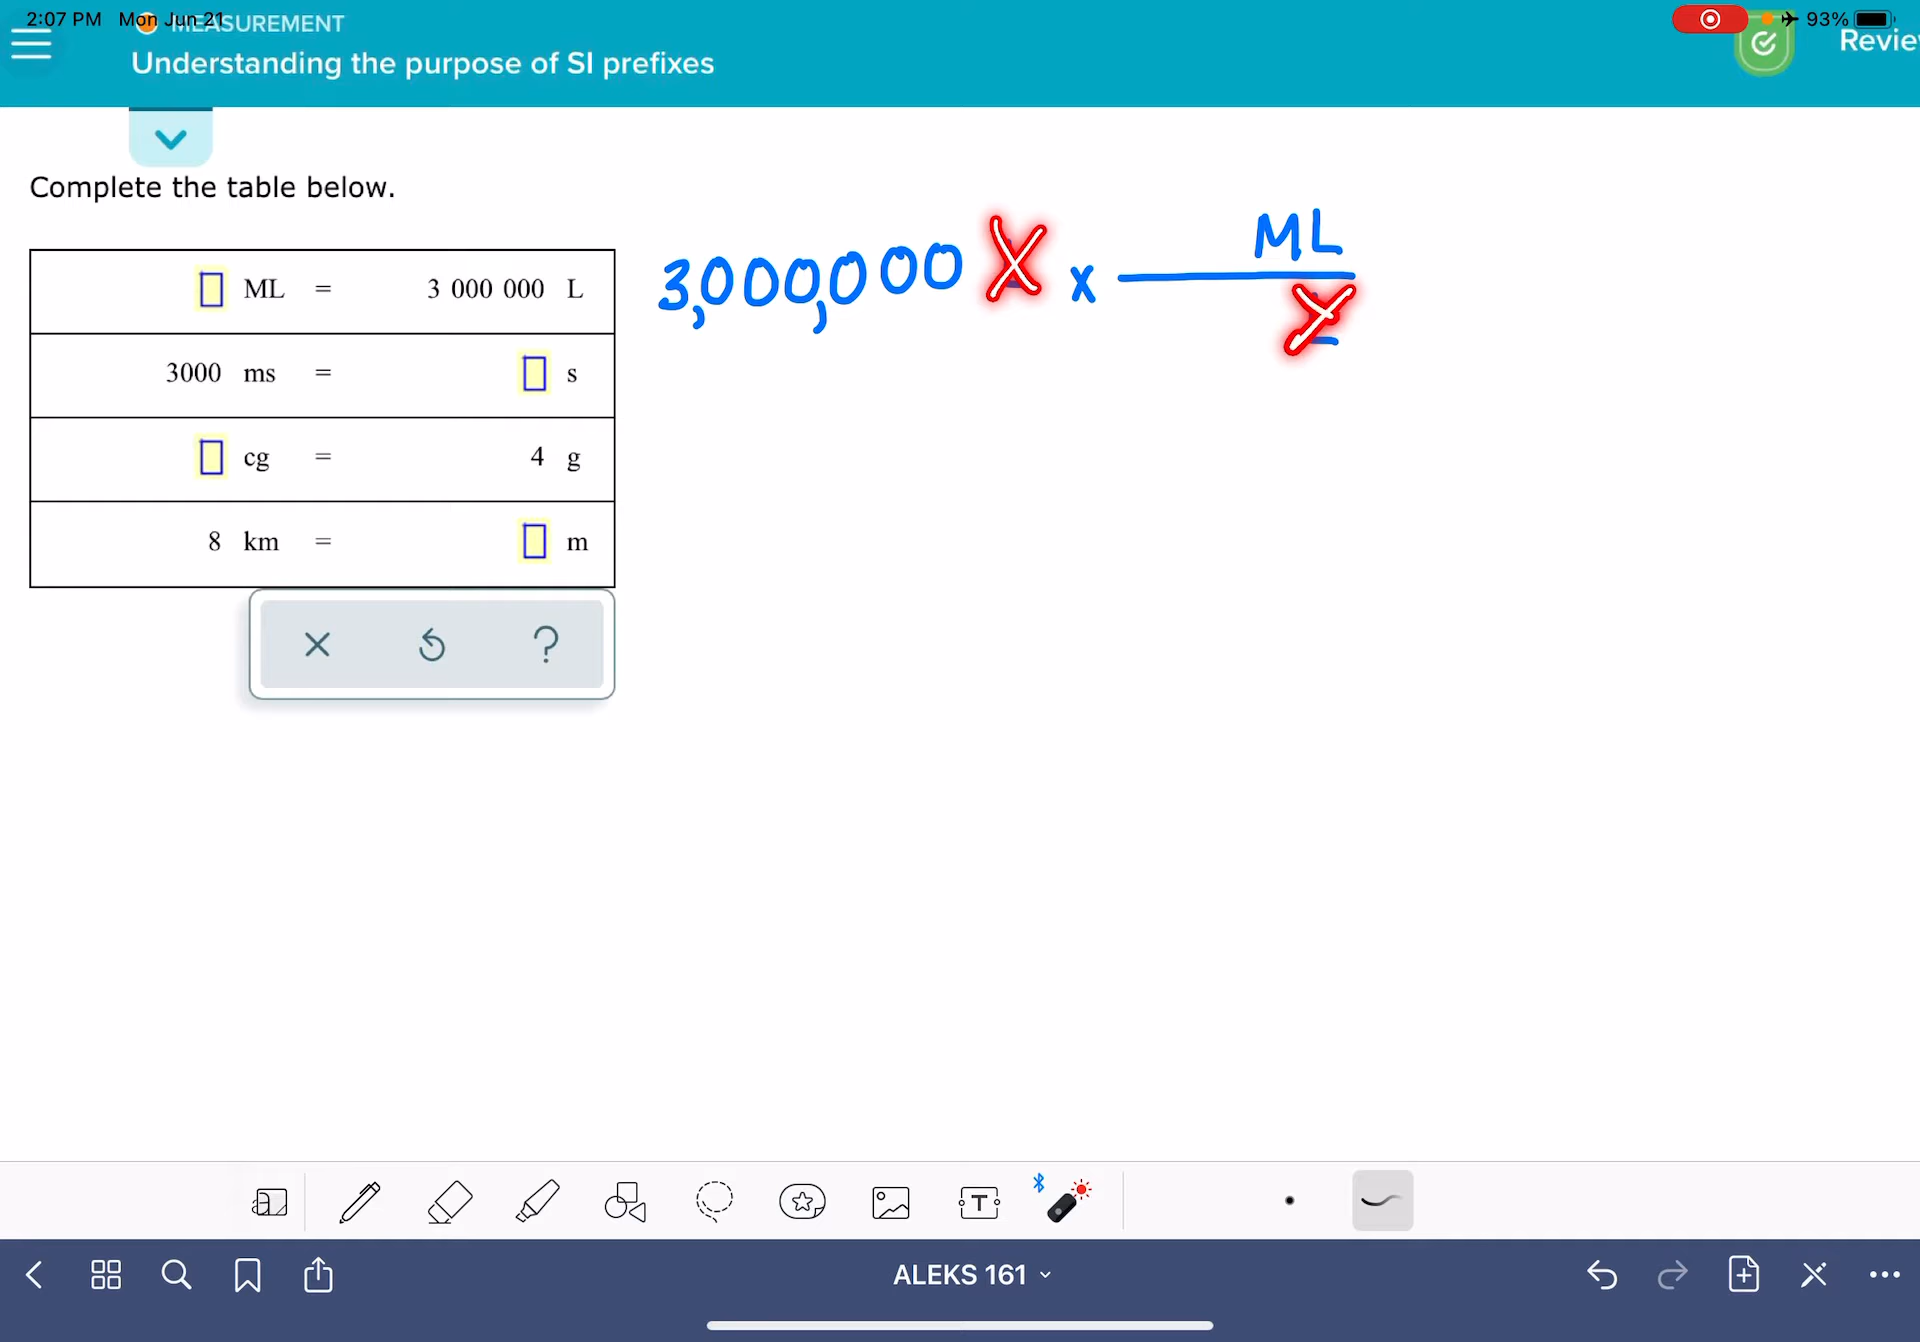 2:07 PM Mon Jun 21
MEASUREMENT
93%
Understanding the purpose of SI prefixes
Revie
Complete the table below.
ML = 3 000 000 L
3000 ms = s
cg = 4 g
8 km = m
× ?
3,000,000 L x ML
L
a
T
ALEKS 161